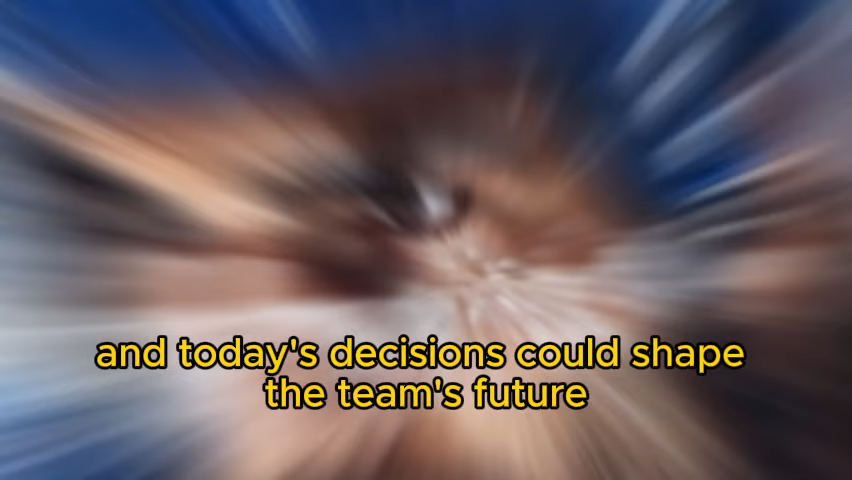 and today's decisions could shape
the team's future